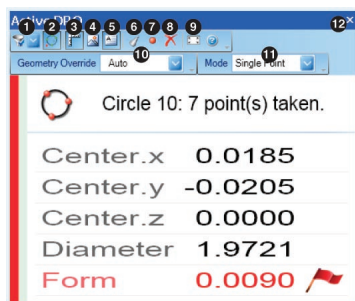 Active DRO
1 2 3 4 5 6 7 8 9 12
10 11
Geometry Override Auto Mode Single Point
Circle 10: 7 point(s) taken.
Center.x 0.0185
Center.y -0.0205
Center.z 0.0000
Diameter 1.9721
Form 0.0090